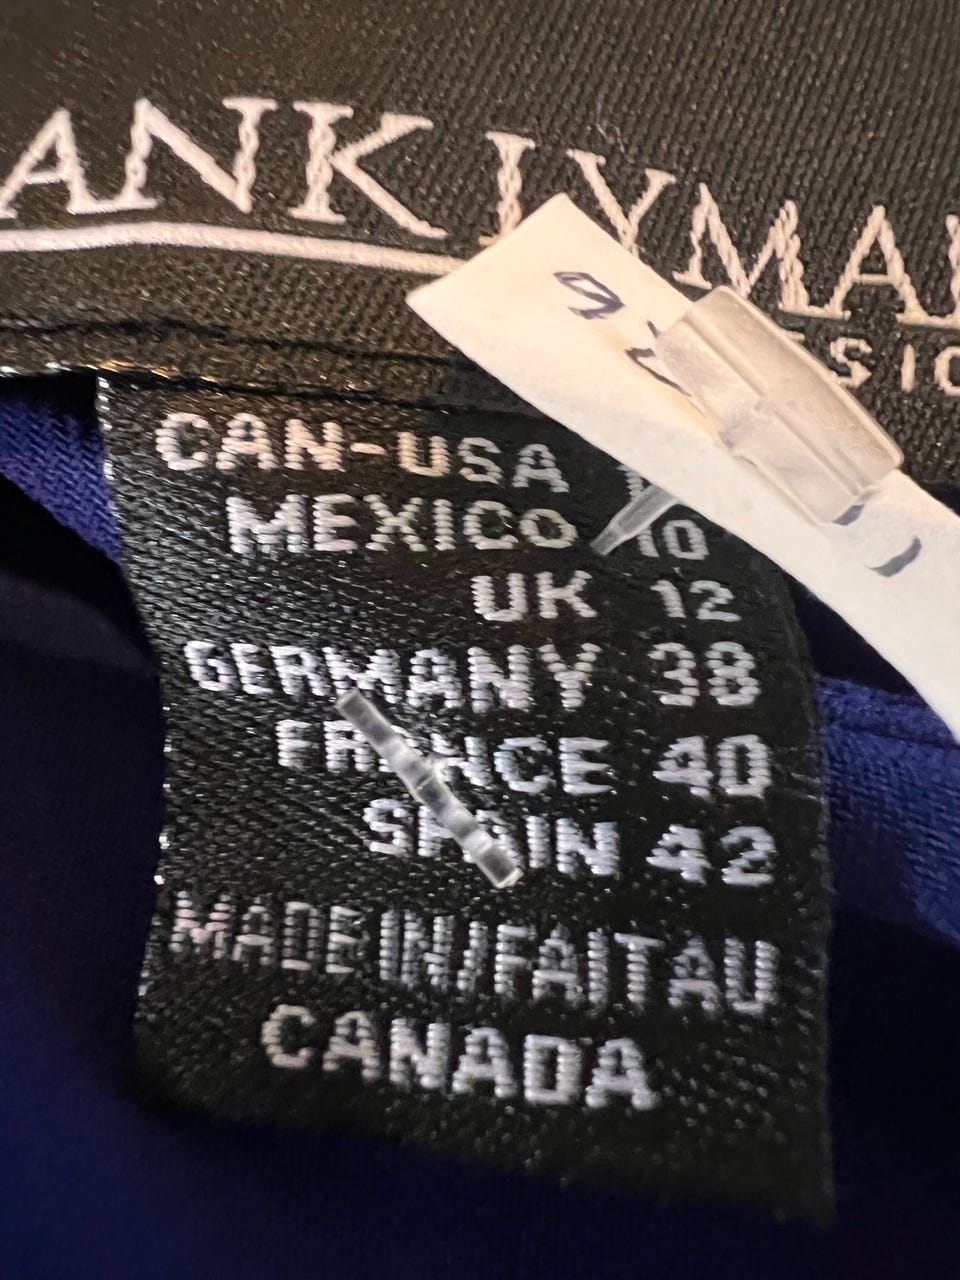 ANK LYMA
SIG
CAN-USA
MEXICO 10
UK 12
GERMANY 38
FRANCE 40
SPAIN 42
MADE IN/FAIT AU
CANADA